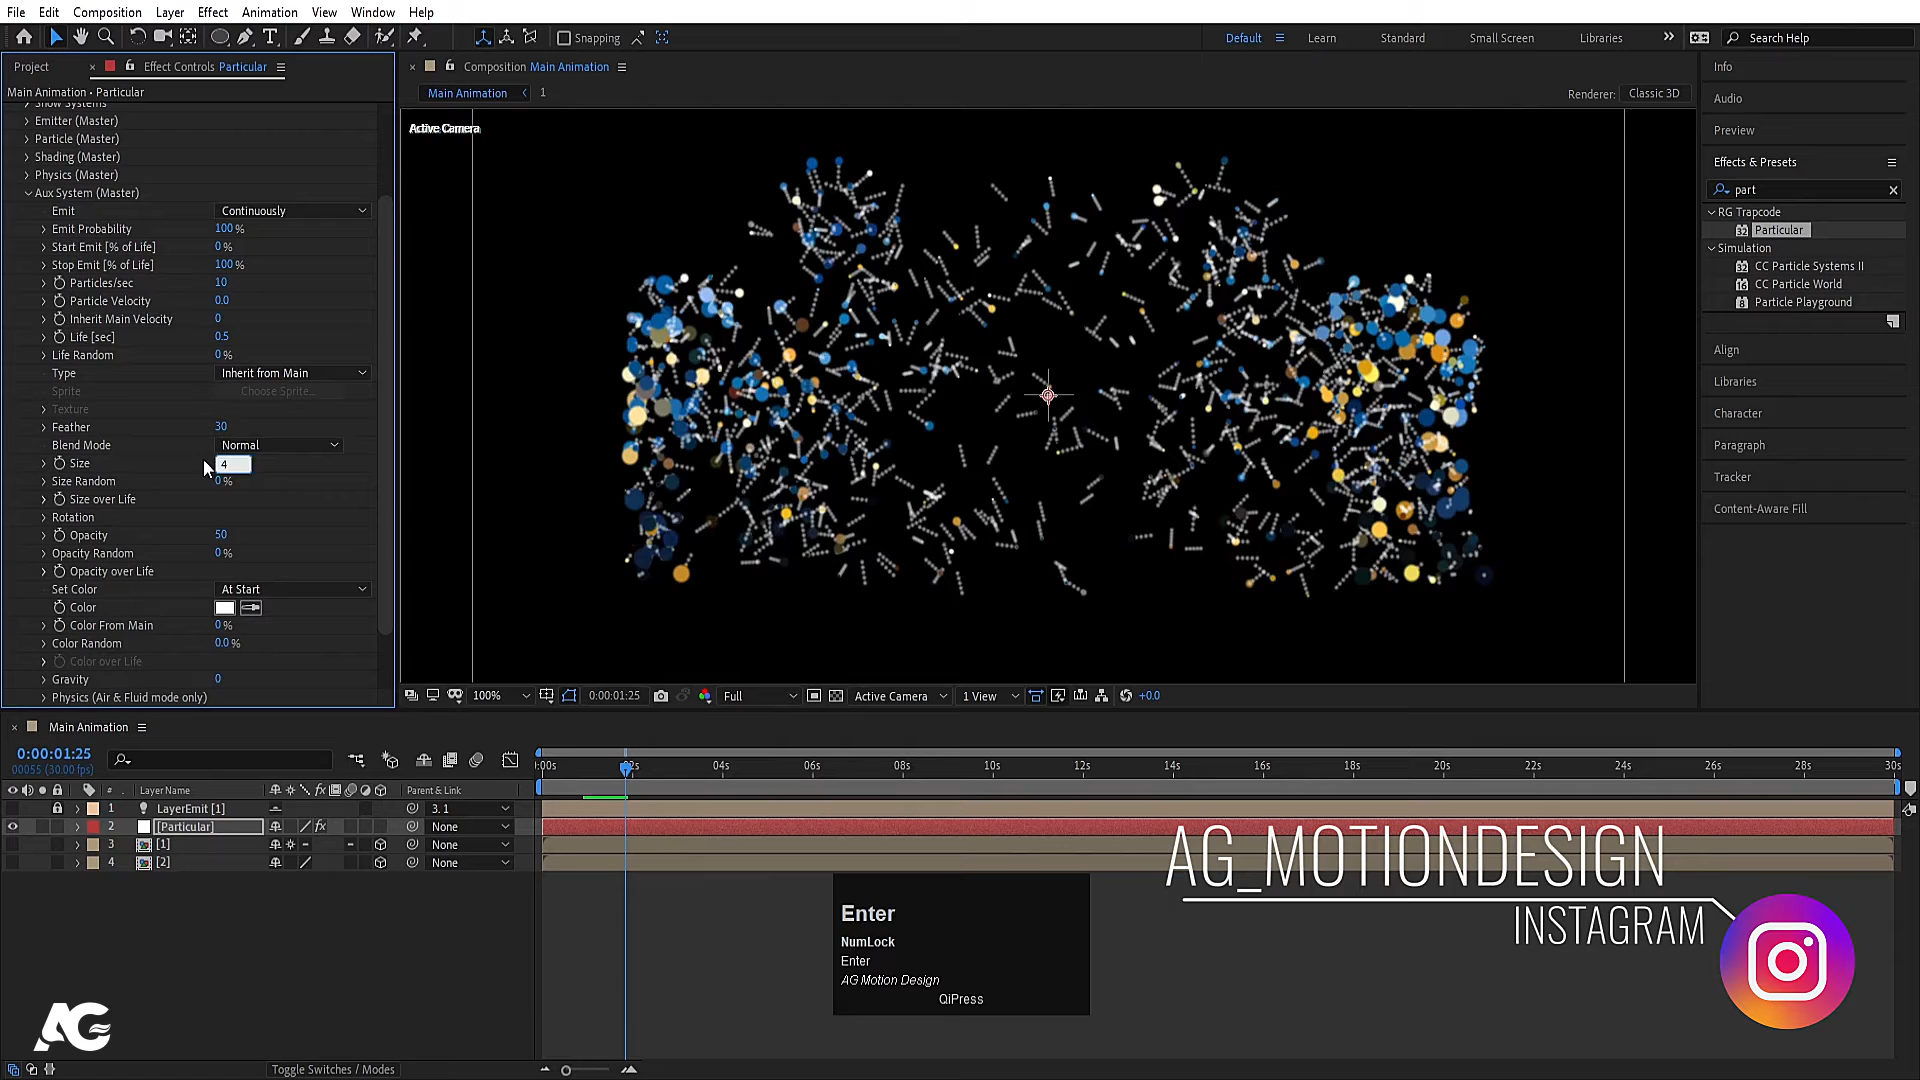 File Edit Composition Layer Effect Animation View Window Help
Snapping
Default Learn Standard Small Screen Libraries Search Help
Project Effect Controls Particular
Main Animation • Particular
Show Systems
Emitter (Master)
Particle (Master)
Shading (Master)
Physics (Master)
Aux System (Master)
Emit Continuously
Emit Probability 100 %
Start Emit [% of Life] 0 %
Stop Emit [% of Life] 100 %
Particles/sec 10
Particle Velocity 0.0
Inherit Main Velocity 0
Life [sec] 0.5
Life Random 0 %
Type Inherit from Main
Sprite Choose Sprite...
Texture
Feather 30
Blend Mode Normal
Size 4
Size Random 0 %
Size over Life
Rotation
Opacity 50
Opacity Random 0 %
Opacity over Life
Set Color At Start
Color
Color From Main 0 %
Color Random 0.0 %
Color over Life
Gravity 0
Physics (Air & Fluid mode only)
Composition Main Animation
Main Animation 1
Renderer: Classic 3D
Active Camera
100% 0:00:01:25 Full Active Camera 1 View +0.0
Info
Audio
Preview
Effects & Presets
part
RG Trapcode
32 Particular
Simulation
32 CC Particle Systems II
16 CC Particle World
8 Particle Playground
Align
Libraries
Character
Paragraph
Tracker
Content-Aware Fill
Main Animation
0:00:01:25
00055 (30.00 fps)
:00s 02s 04s 06s 08s 10s 12s 14s 16s 18s 20s 22s 24s 26s 28s 30s
# Layer Name fx Parent & Link
1 LayerEmit [1] 3. 1
2 [Particular] fx None
3 [1] None
4 [2] None
Toggle Switches / Modes
Enter
NumLock
Enter
AG Motion Design
QiPress
AG_MOTIONDESIGN
INSTAGRAM
AG